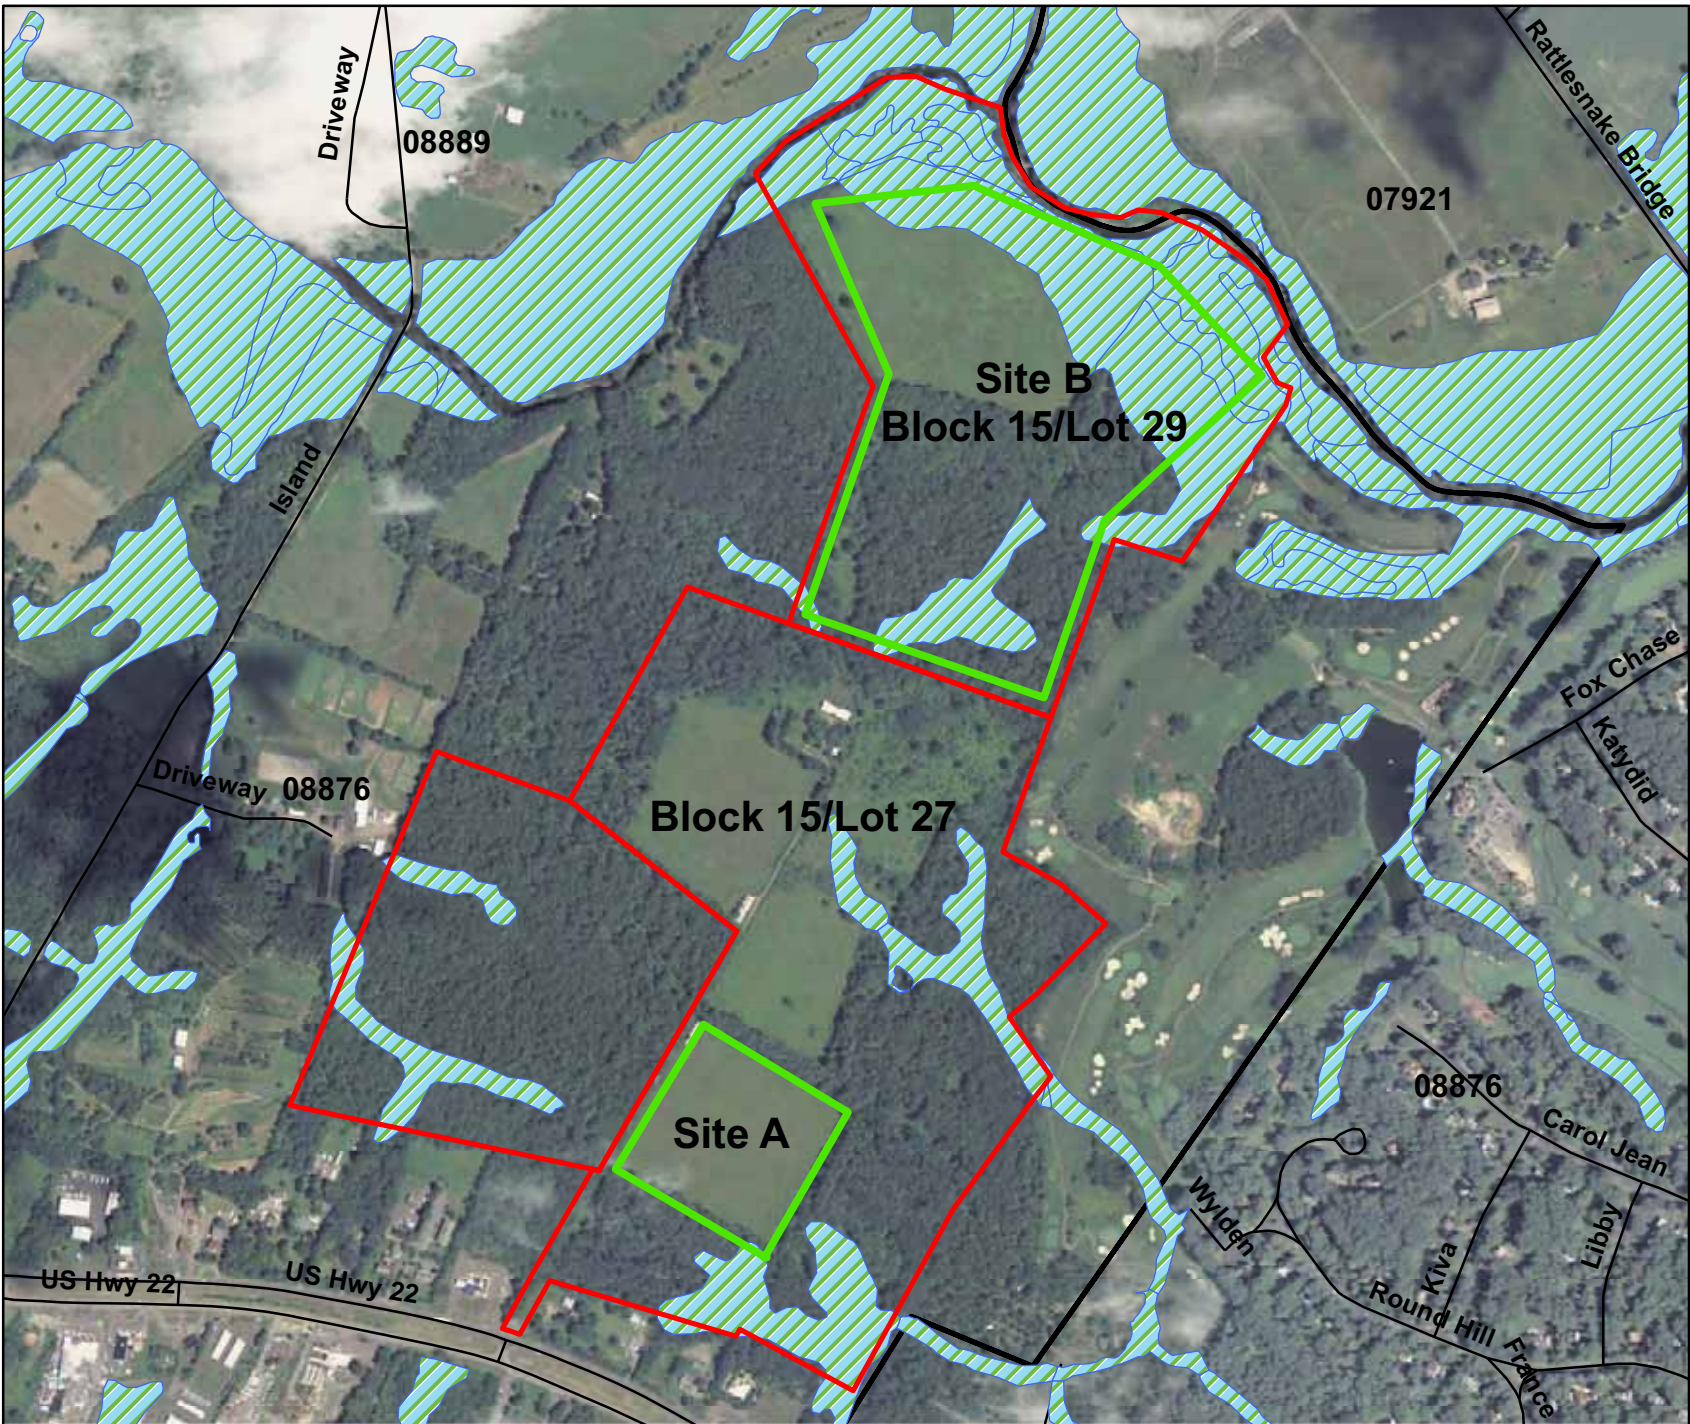 Rattlesnake Bridge
Driveway
08889
07921
Site B
Block 15/Lot 29
Island
Fox Chase
Katydid
Driveway
08876
Block 15/Lot 27
08876
Site A
Carol Jean
Wylden
Libby
Kiva
US Hwy 22
US Hwy 22
Round Hill
France